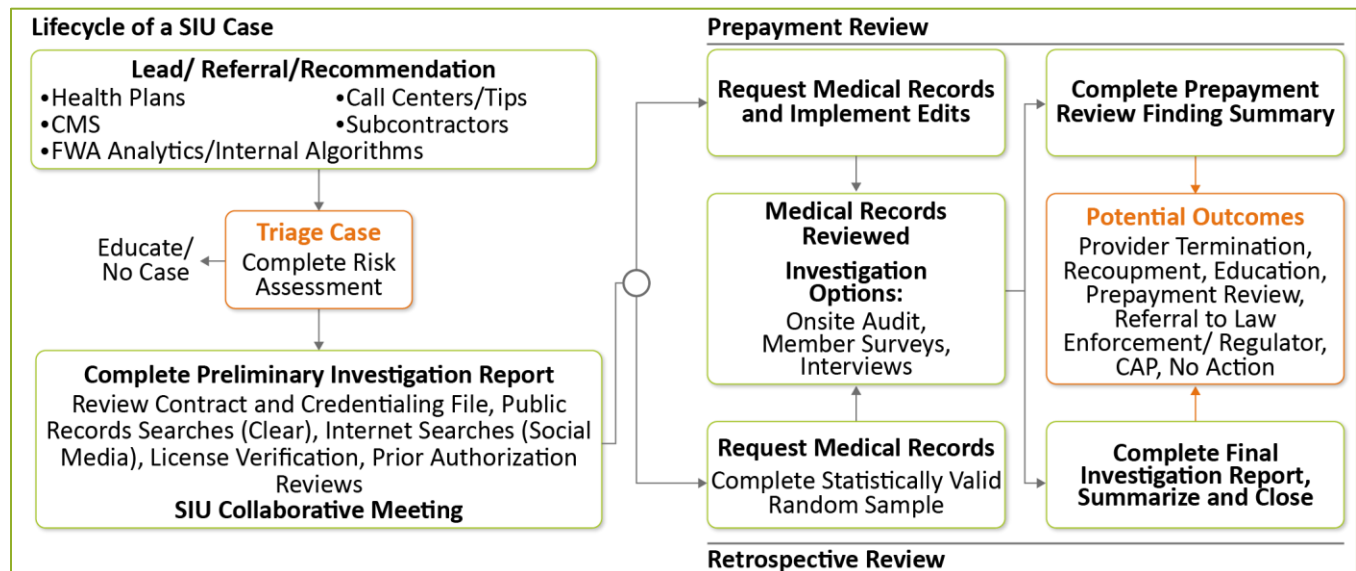 Lifecycle of a SIU Case
Lead/ Referral/Recommendation
•Health Plans
•Call Centers/Tips
•CMS
•Subcontractors
•FWA Analytics/Internal Algorithms
Educate/
No Case
Triage Case
Complete Risk
Assessment
Complete Preliminary Investigation Report
Review Contract and Credentialing File, Public
Records Searches (Clear), Internet Searches (Social
Media), License Verification, Prior Authorization
Reviews
SIU Collaborative Meeting
Prepayment Review
Request Medical Records
and Implement Edits
Medical Records
Reviewed
Investigation
Options:
Onsite Audit,
Member Surveys,
Interviews
Request Medical Records
Complete Statistically Valid
Random Sample
Complete Prepayment
Review Finding Summary
Potential Outcomes
Provider Termination,
Recoupment, Education,
Prepayment Review,
Referral to Law
Enforcement/ Regulator,
CAP, No Action
Complete Final
Investigation Report,
Summarize and Close
Retrospective Review